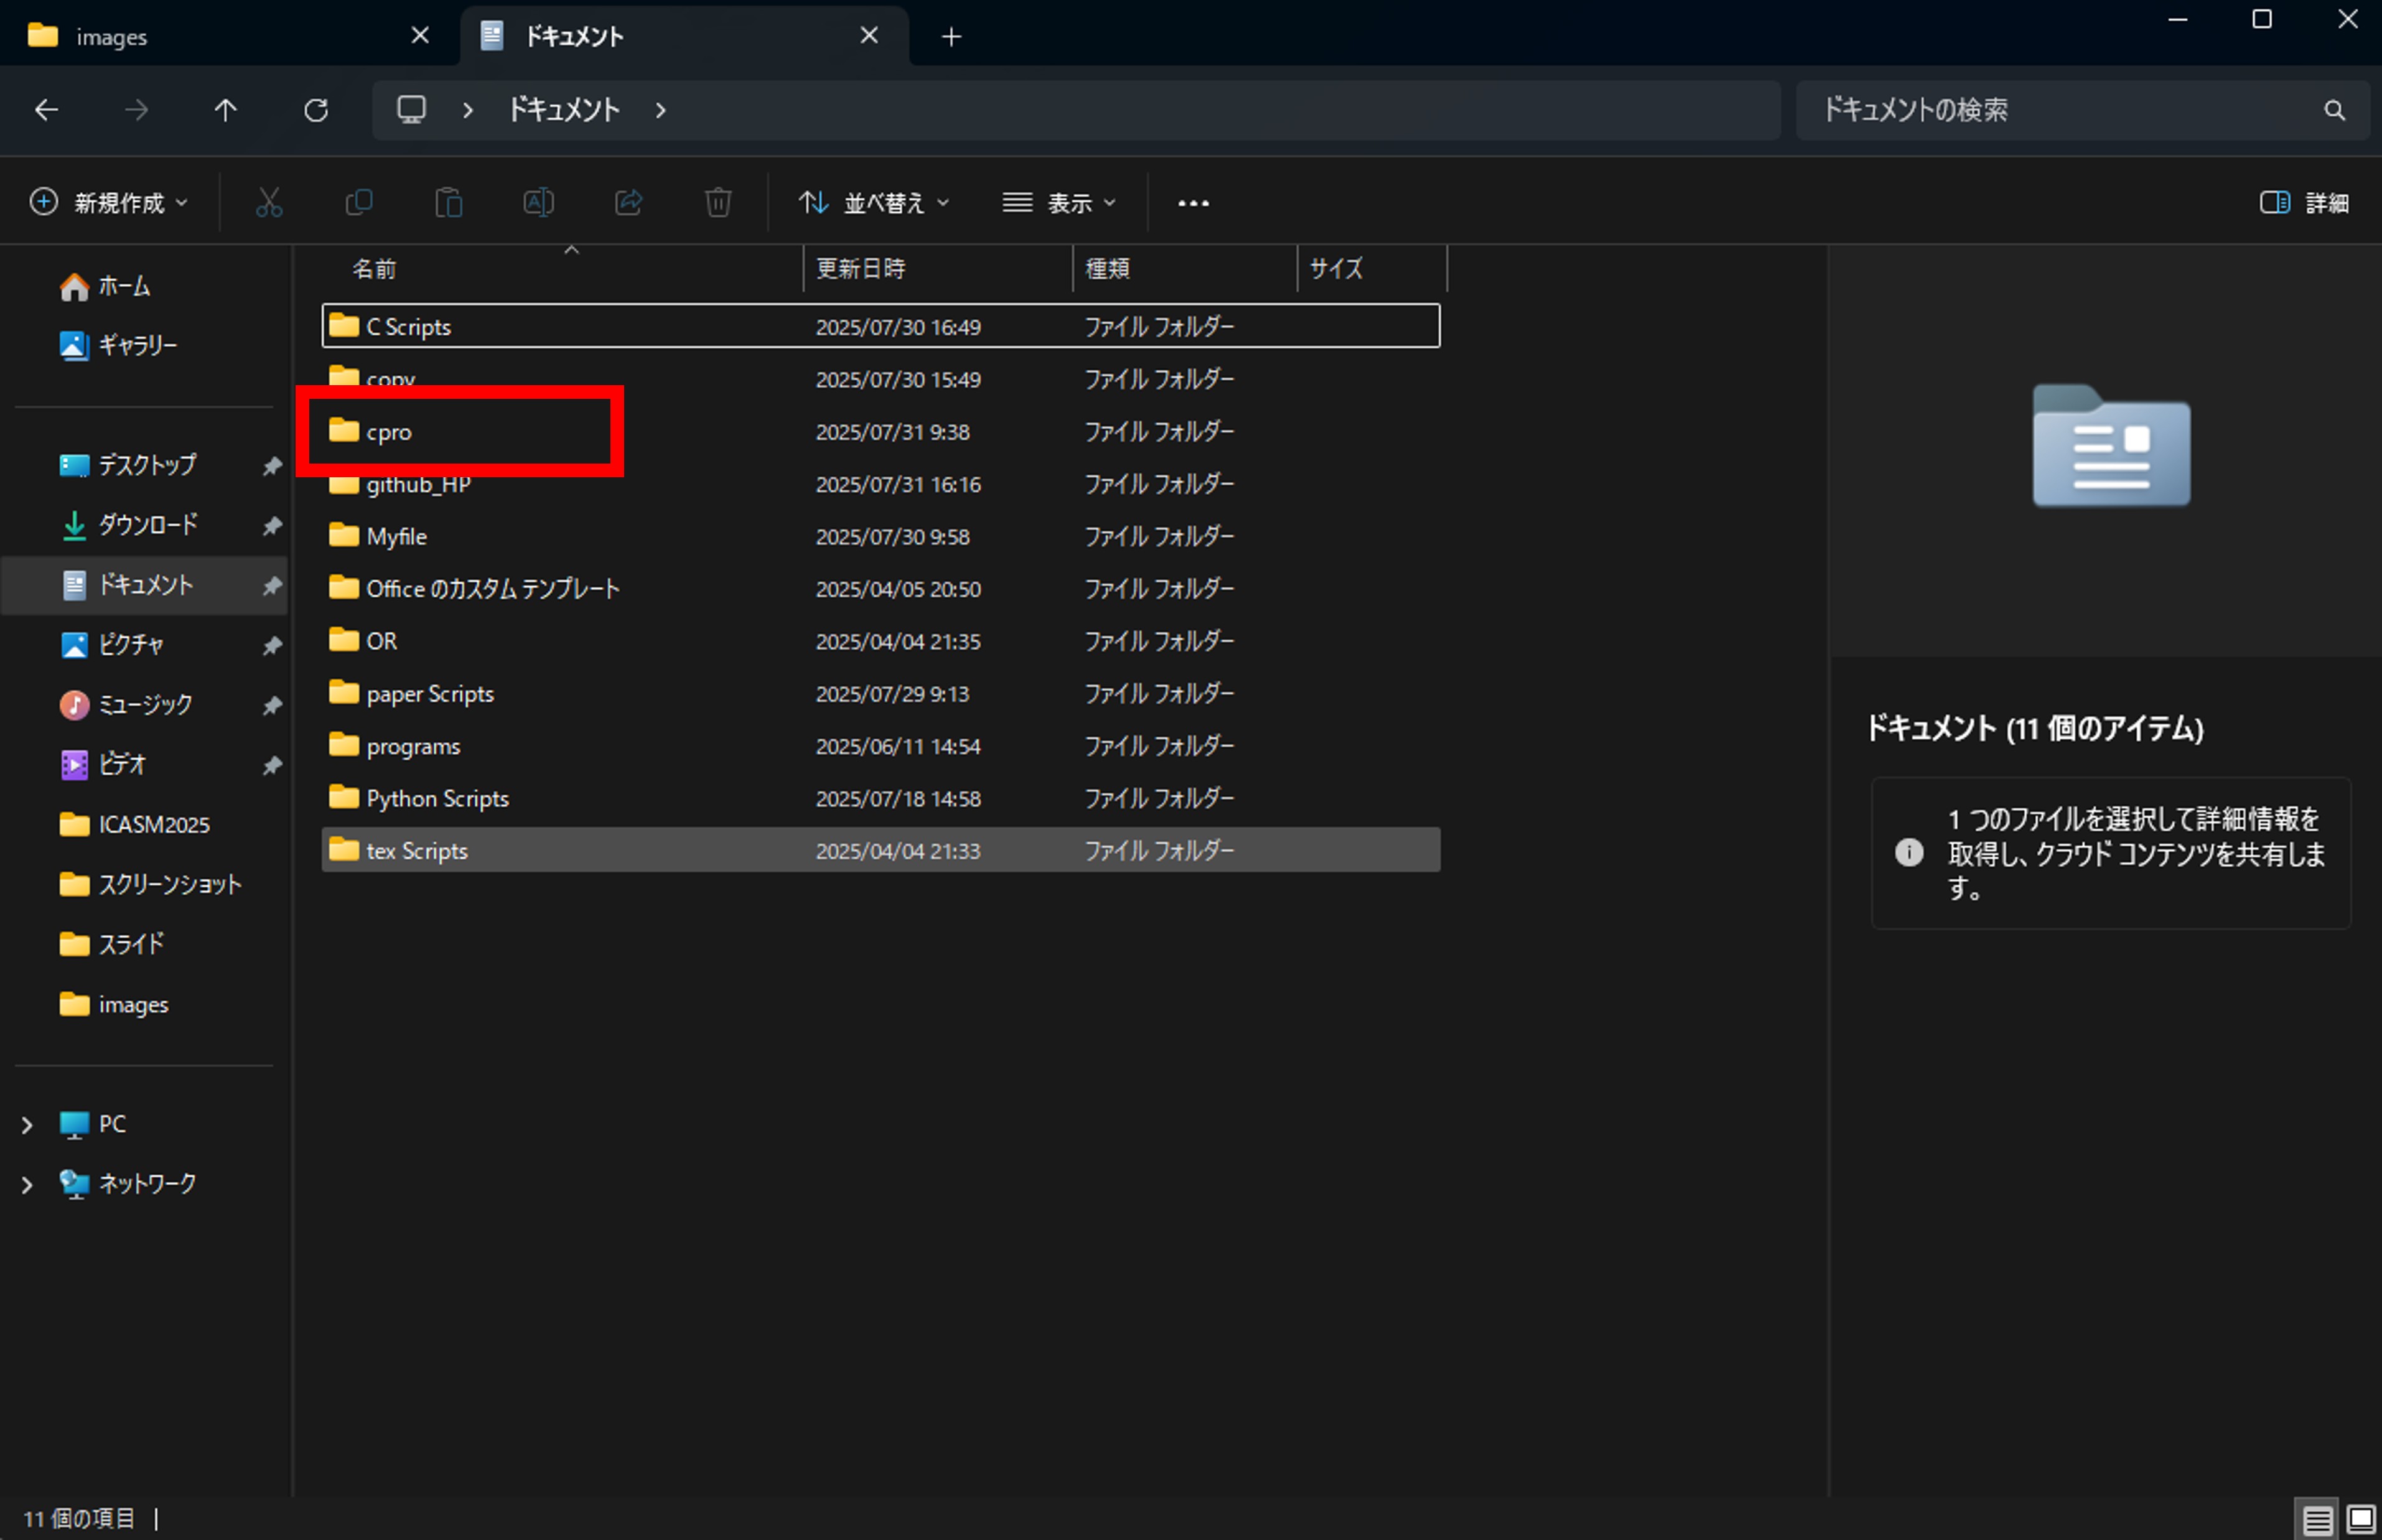 images
ドキュメント
ドキュメント
ドキュメントの検索
新規作成
並べ替え
表示
詳細
ホーム
ギャラリー
デスクトップ
ダウンロード
ドキュメント
ピクチャ
ミュージック
ビデオ
ICASM2025
スクリーンショット
スライド
images
PC
ネットワーク
名前 更新日時 種類 サイズ
C Scripts 2025/07/30 16:49 ファイル フォルダー
copy 2025/07/30 15:49 ファイル フォルダー
cpro 2025/07/31 9:38 ファイル フォルダー
github_HP 2025/07/31 16:16 ファイル フォルダー
Myfile 2025/07/30 9:58 ファイル フォルダー
Office のカスタム テンプレート 2025/04/05 20:50 ファイル フォルダー
OR 2025/04/04 21:35 ファイル フォルダー
paper Scripts 2025/07/29 9:13 ファイル フォルダー
programs 2025/06/11 14:54 ファイル フォルダー
Python Scripts 2025/07/18 14:58 ファイル フォルダー
tex Scripts 2025/04/04 21:33 ファイル フォルダー
ドキュメント (11 個のアイテム)
1 つのファイルを選択して詳細情報を
取得し、クラウド コンテンツを共有しま
す。
11 個の項目